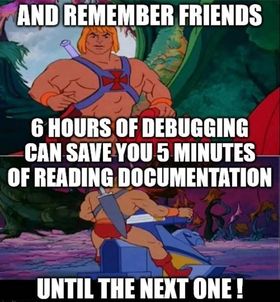 AND REMEMBER FRIENDS
6 HOURS OF DEBUGGING
CAN SAVE YOU 5 MINUTES
OF READING DOCUMENTATION
UNTIL THE NEXT ONE !